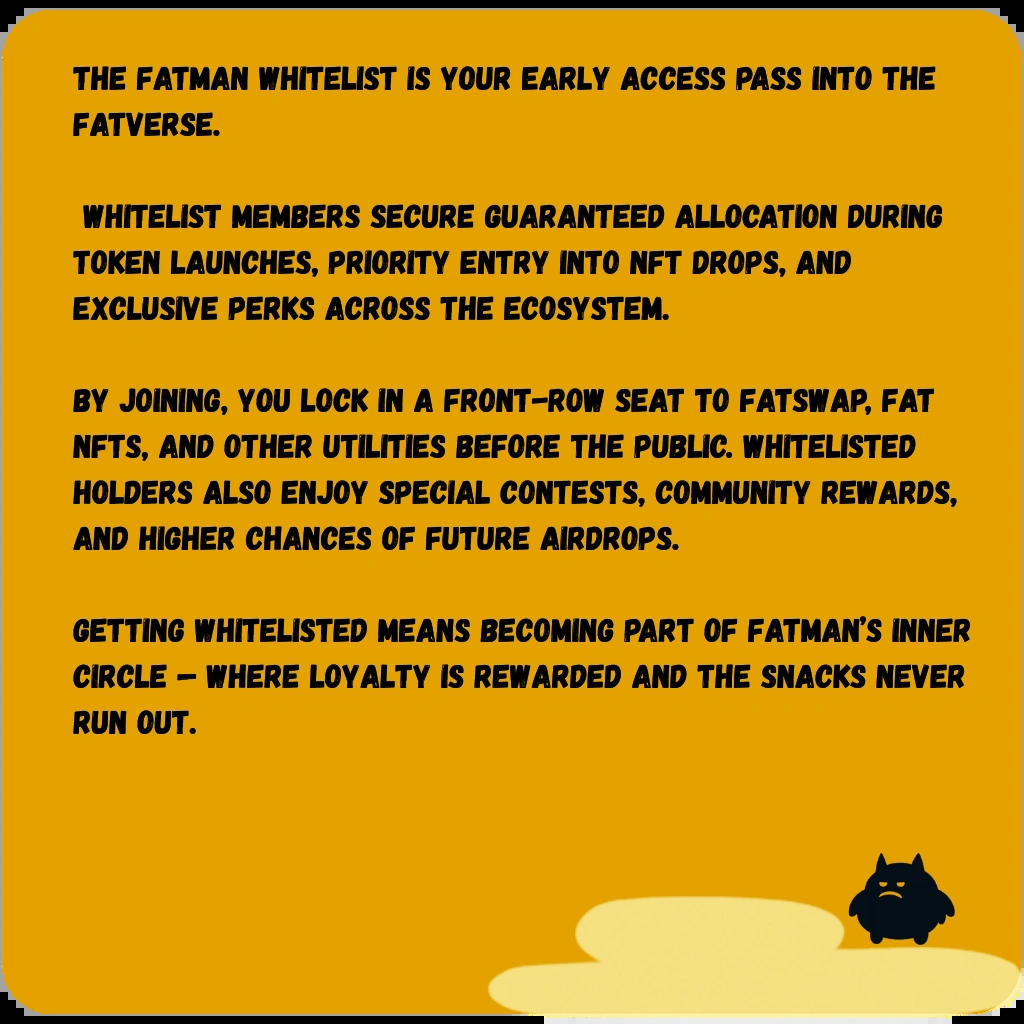 THE FATMAN WHITELIST IS YOUR EARLY ACCESS PASS INTO THE
FATVERSE.
WHITELIST MEMBERS SECURE GUARANTEED ALLOCATION DURING
TOKEN LAUNCHES, PRIORITY ENTRY INTO NFT DROPS, AND
EXCLUSIVE PERKS ACROSS THE ECOSYSTEM.
BY JOINING, YOU LOCK IN A FRONT-ROW SEAT TO FATSWAP, FAT
NFTS, AND OTHER UTILITIES BEFORE THE PUBLIC. WHITELISTED
HOLDERS ALSO ENJOY SPECIAL CONTESTS, COMMUNITY REWARDS,
AND HIGHER CHANCES OF FUTURE AIRDROPS.
GETTING WHITELISTED MEANS BECOMING PART OF FATMAN’S INNER
CIRCLE – WHERE LOYALTY IS REWARDED AND THE SNACKS NEVER
RUN OUT.